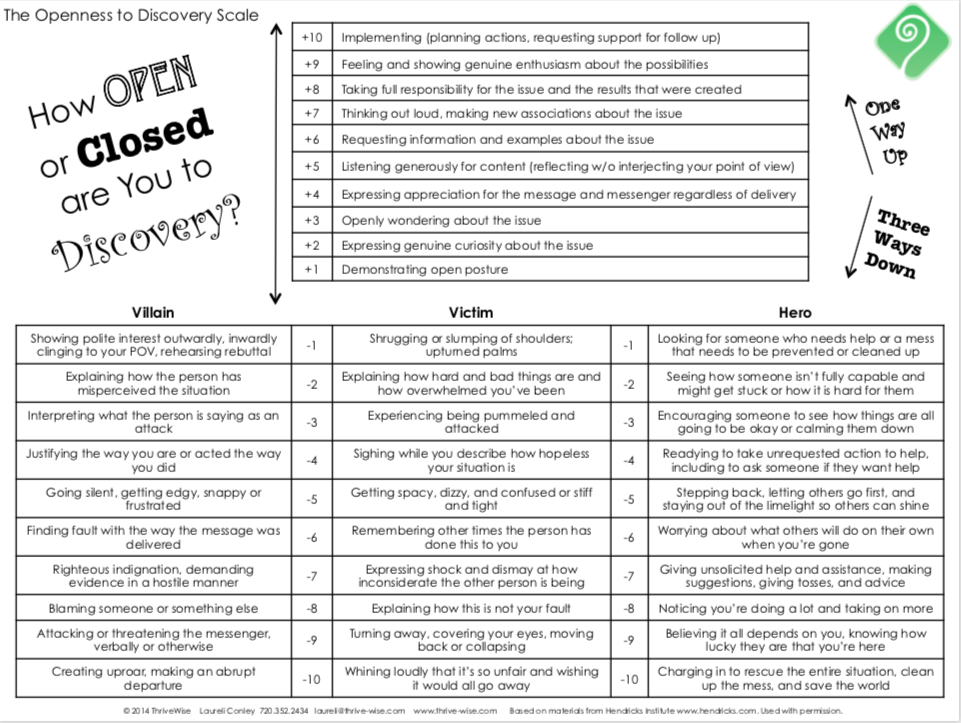 The Openness to Discovery Scale
How OPEN
or Closed
are You to
Discovery?
+10 Implementing (planning actions, requesting support for follow up)
+9 Feeling and showing genuine enthusiasm about the possibilities
+8 Taking full responsibility for the issue and the results that were created
+7 Thinking out loud, making new associations about the issue
+6 Requesting information and examples about the issue
+5 Listening generously for content (reflecting w/o interjecting your point of view)
+4 Expressing appreciation for the message and messenger regardless of delivery
+3 Openly wondering about the issue
+2 Expressing genuine curiosity about the issue
+1 Demonstrating open posture
One
Way
Up
Three
Ways
Down
Villain
Victim
Hero
Showing polite interest outwardly, inwardly
clinging to your POV, rehearsing rebuttal
-1
Shrugging or slumping of shoulders;
upturned palms
-1
Looking for someone who needs help or a mess
that needs to be prevented or cleaned up
Explaining how the person has
misperceived the situation
-2
Explaining how hard and bad things are and
how overwhelmed you've been
-2
Seeing how someone isn't fully capable and
might get stuck or how it is hard for them
Interpreting what the person is saying as an
attack
-3
Experiencing being pummeled and
attacked
-3
Encouraging someone to see how things are all
going to be okay or calming them down
Justifying the way you are or acted the way
you did
-4
Sighing while you describe how hopeless
your situation is
-4
Readying to take unrequested action to help,
including to ask someone if they want help
Going silent, getting edgy, snappy or
frustrated
-5
Getting spacy, dizzy, and confused or stiff
and tight
-5
Stepping back, letting others go first, and
staying out of the limelight so others can shine
Finding fault with the way the message was
delivered
-6
Remembering other times the person has
done this to you
-6
Worrying about what others will do on their own
when you're gone
Righteous indignation, demanding
evidence in a hostile manner
-7
Expressing shock and dismay at how
inconsiderate the other person is being
-7
Giving unsolicited help and assistance, making
suggestions, giving tosses, and advice
Blaming someone or something else
-8
Explaining how this is not your fault
-8
Noticing you're doing a lot and taking on more
Attacking or threatening the messenger,
verbally or otherwise
-9
Turning away, covering your eyes, moving
back or collapsing
-9
Believing it all depends on you, knowing how
lucky they are that you're here
Creating uproar, making an abrupt
departure
-10
Whining loudly that it's so unfair and wishing
it would all go away
-10
Charging in to rescue the entire situation, clean
up the mess, and save the world
© 2014 ThriveWise Laureli Conley 720.352.2434 laureli@thrive-wise.com www.thrive-wise.com Based on materials from Hendricks Institute www.hendricks.com. Used with permission.